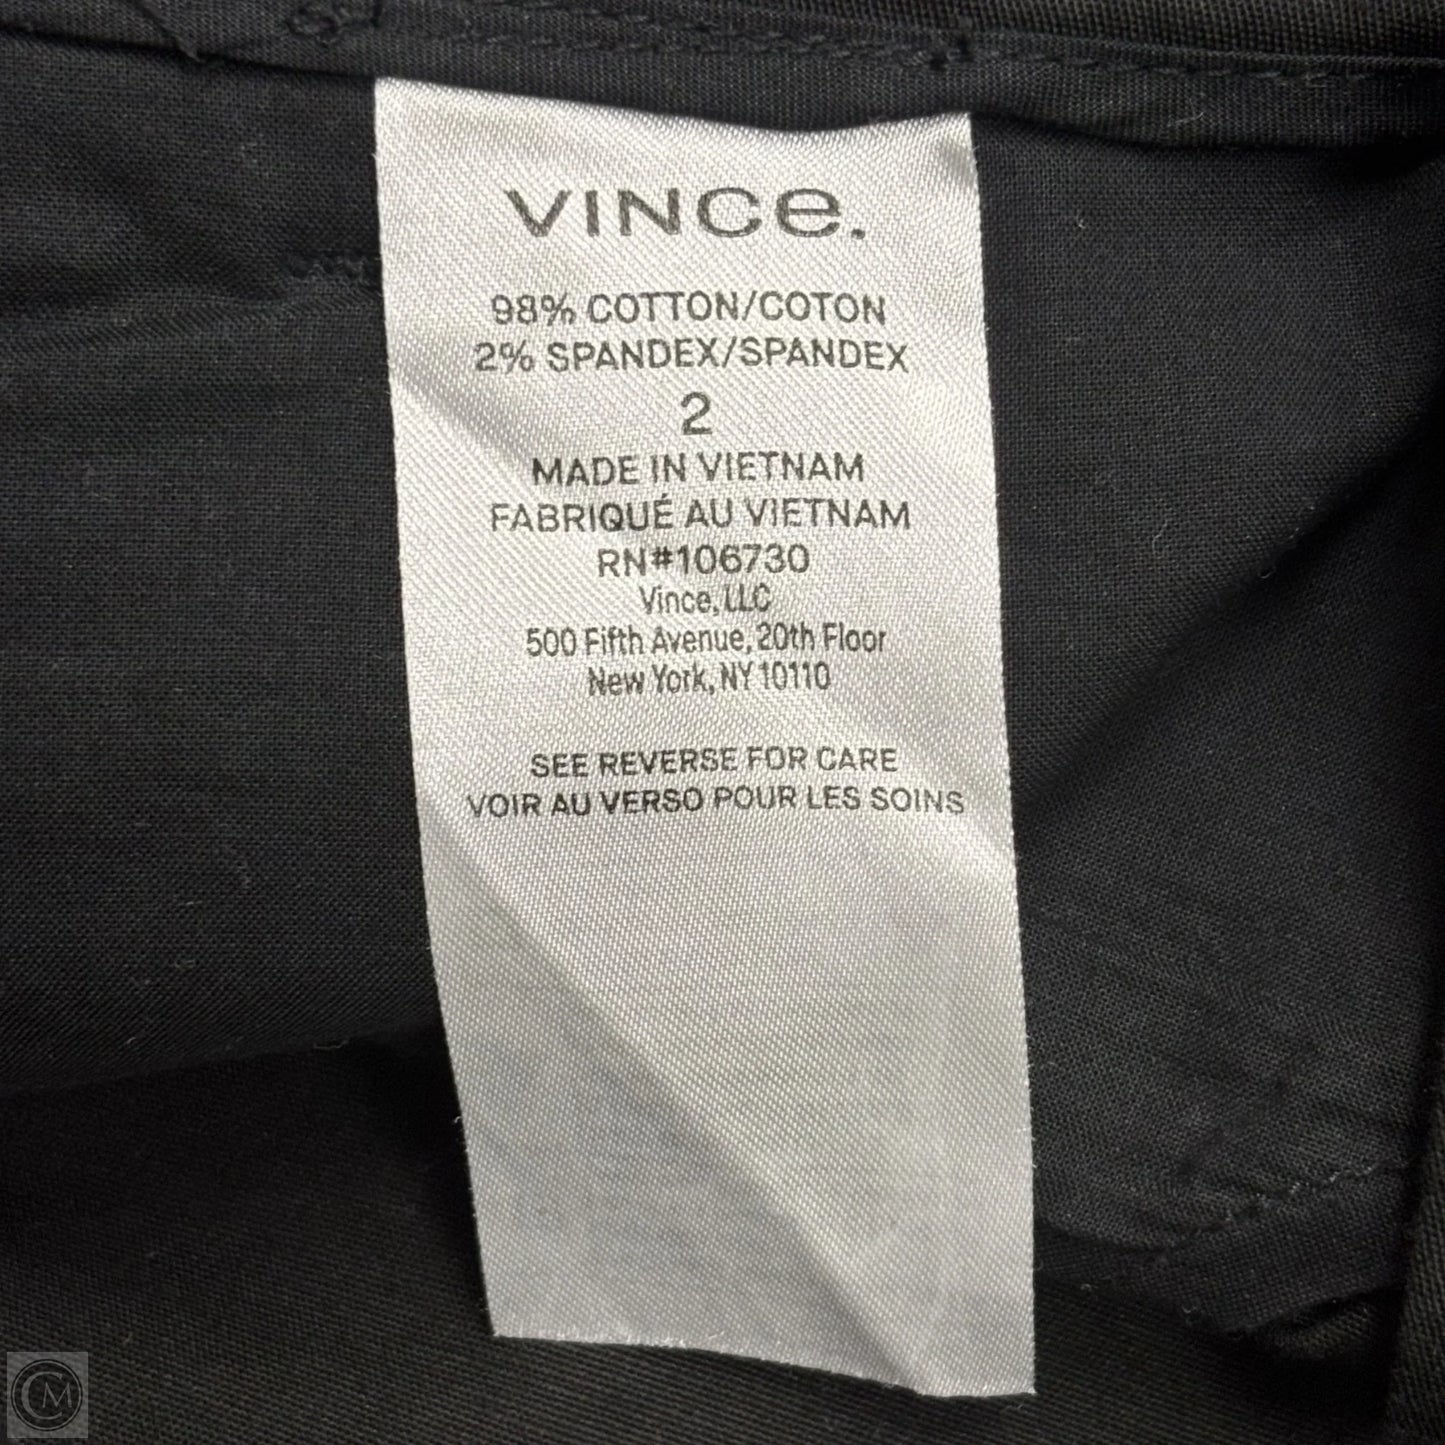 VINCe.
98% COTTON/COTON
2% SPANDEX/SPANDEX
2
MADE IN VIETNAM
FABRIQUÉ AU VIETNAM
RN#106730
Vince, LLC
500 Fifth Avenue, 20th Floor
New York, NY 10110
SEE REVERSE FOR CARE
VOIR AU VERSO POUR LES SOINS
CM